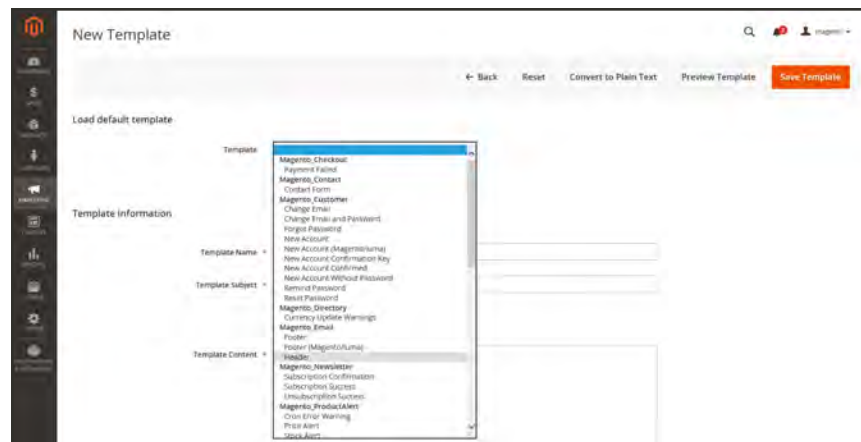 New Template
← Back Reset Convert to Plain Text Preview Template Save Template
Load default template
Template
Magento_Checkout
Payment Failed
Magento_Contact
Contact Form
Magento_Customer
Change Email
Change Email and Password
Forgot Password
New Account
New Account (Magento/luma)
New Account Confirmation Key
New Account Confirmed
New Account Without Password
Remind Password
Reset Password
Magento_Directory
Currency Update Warnings
Magento_Email
Footer
Footer (Magento/luma)
Header
Magento_Newsletter
Subscription Confirmation
Subscription Success
Unsubscription Success
Magento_ProductAlert
Cron Error Warning
Price Alert
Stock Alert
Template Information
Template Name *
Template Subject *
Template Content *